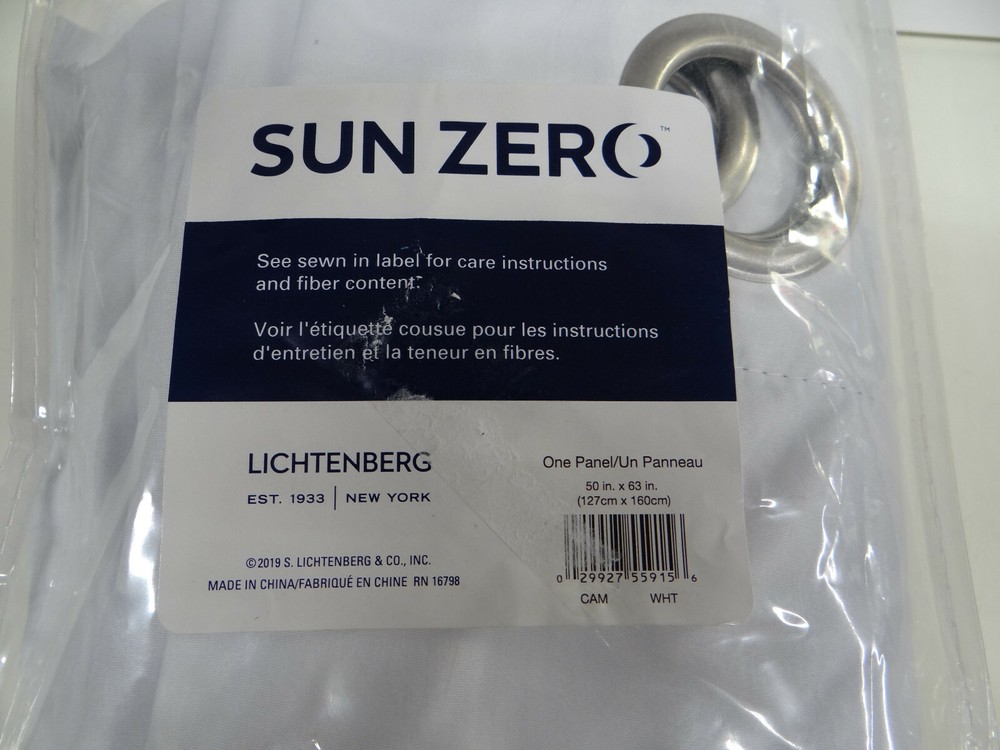 SUN ZERO™
See sewn in label for care instructions
and fiber content.
Voir l'étiquette cousue pour les instructions
d'entretien et la teneur en fibres.
LICHTENBERG
EST. 1933 | NEW YORK
©2019 S. LICHTENBERG & CO., INC.
MADE IN CHINA/FABRIQUÉ EN CHINE RN 16798
One Panel/Un Panneau
50 in. x 63 in.
(127cm x 160cm)
0 29927 55915 6
CAM WHT